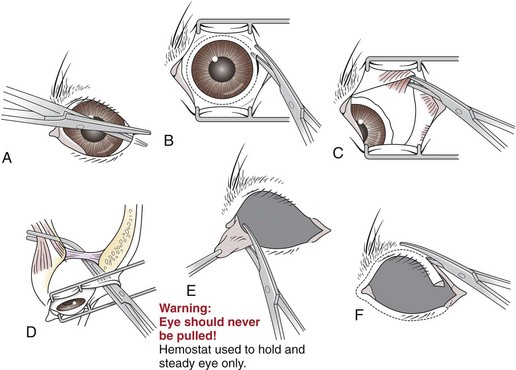 A
B
C
D
E
Warning:
Eye should never
be pulled!
Hemostat used to hold and
steady eye only.
F